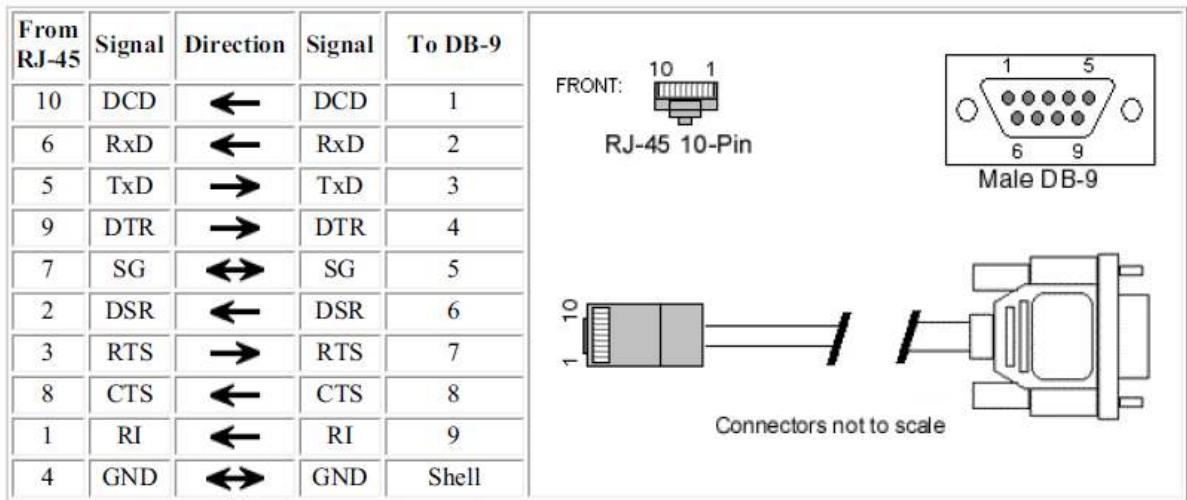 From RJ-45 Signal Direction Signal To DB-9
10 DCD ← DCD 1
6 RxD ← RxD 2
5 TxD → TxD 3
9 DTR → DTR 4
7 SG ↔ SG 5
2 DSR ← DSR 6
3 RTS → RTS 7
8 CTS ← CTS 8
1 RI ← RI 9
4 GND ↔ GND Shell
10 1
FRONT:
RJ-45 10-Pin
1 5
6 9
Male DB-9
10
1
Connectors not to scale